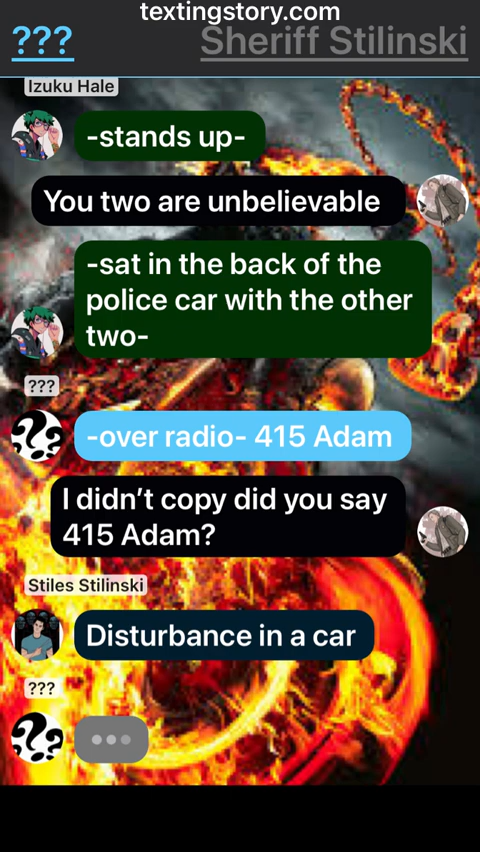 textingstory.com
???
Sheriff Stilinski
Izuku Hale
-stands up-
You two are unbelievable
-sat in the back of the
police car with the other
two-
???
-over radio- 415 Adam
I didn’t copy did you say
415 Adam?
Stiles Stilinski
Disturbance in a car
???